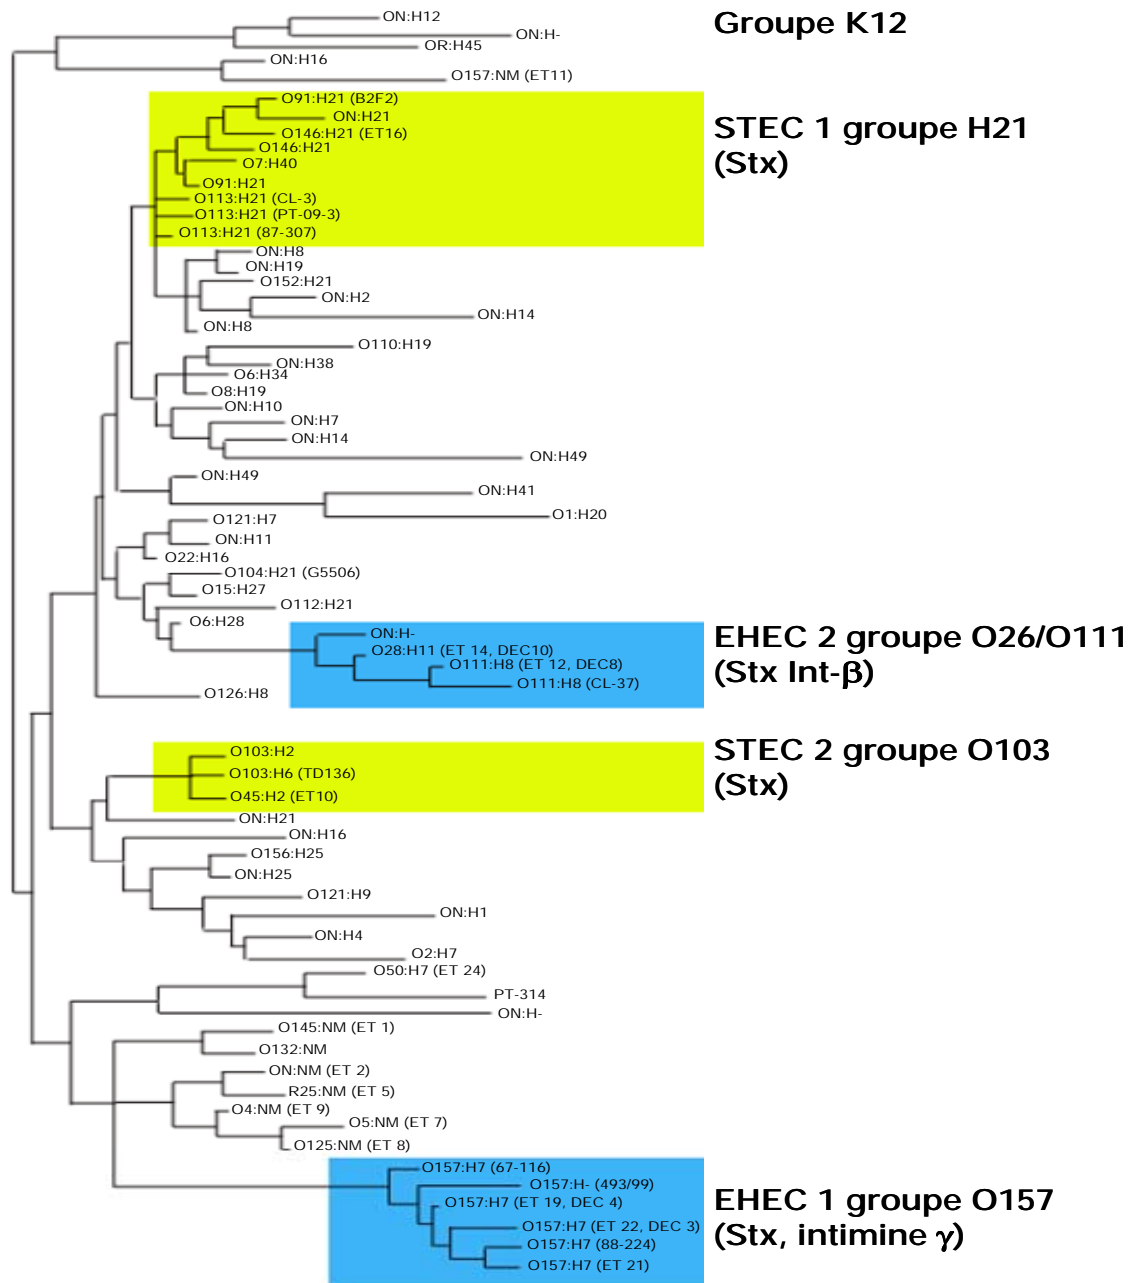 ON:H12
Groupe K12
ON:H-
OR:H45
ON:H16
O157:NM (ET11)
O91:H21 (B2F2)
ON:H21
STEC 1 groupe H21
(Stx)
O146:H21 (ET16)
O146:H21
O7:H40
O91:H21
O113:H21 (CL-3)
O113:H21 (PT-09-3)
O113:H21 (87-307)
ON:H8
ON:H19
O152:H21
ON:H2
ON:H14
ON:H8
O110:H19
ON:H38
O6:H34
O8:H19
ON:H10
ON:H7
ON:H14
ON:H49
ON:H49
ON:H41
O1:H20
O121:H7
ON:H11
O22:H16
O104:H21 (G5506)
O15:H27
O112:H21
O6:H28
ON:H-
EHEC 2 groupe O26/O111
(Stx Int-β)
O28:H11 (ET 14, DEC10)
O111:H8 (ET 12, DEC8)
O111:H8 (CL-37)
O126:H8
O103:H2
STEC 2 groupe O103
(Stx)
O103:H6 (TD136)
O45:H2 (ET10)
ON:H21
ON:H16
O156:H25
ON:H25
O121:H9
ON:H1
ON:H4
O2:H7
O50:H7 (ET 24)
PT-314
ON:H-
O145:NM (ET 1)
O132:NM
ON:NM (ET 2)
R25:NM (ET 5)
O4:NM (ET 9)
O5:NM (ET 7)
O125:NM (ET 8)
O157:H7 (67-116)
O157:H- (493/99)
O157:H7 (ET 19, DEC 4)
EHEC 1 groupe O157
(Stx, intimine γ)
O157:H7 (ET 22, DEC 3)
O157:H7 (88-224)
O157:H7 (ET 21)